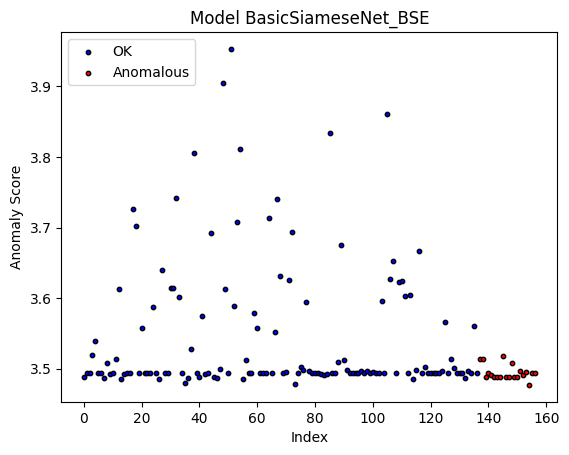 Model BasicSiameseNet_BSE
OK
Anomalous
3.9
3.8
3.7
3.6
3.5
Anomaly Score
0 20 40 60 80 100 120 140 160
Index